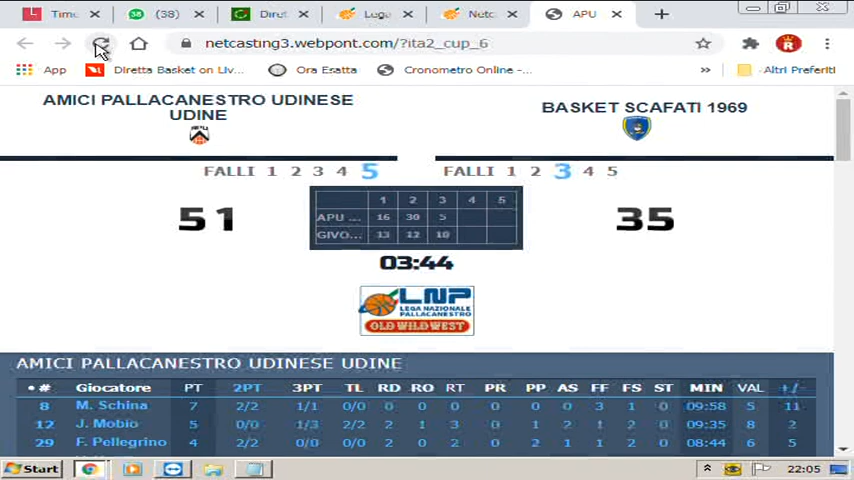 Time
(38)
Diret
Lega
Netc
APU
netcasting3.webpont.com/?ita2_cup_6
App
Diretta Basket on Liv...
Ora Esatta
Cronometro Online -...
»
Altri Preferiti
AMICI PALLACANESTRO UDINESE
UDINE
BASKET SCAFATI 1969
FALLI 1 2 3 4 5
FALLI 1 2 3 4 5
51
35
1 2 3 4 5
APU ... 16 30 5
GIVO... 13 12 10
03:44
LNP
LEGA NAZIONALE
PALLACANESTRO
OLD WILD WEST
AMICI PALLACANESTRO UDINESE UDINE
• # Giocatore PT 2PT 3PT TL RD RO RT PR PP AS FF FS ST MIN VAL +/-
8 M. Schina 7 2/2 1/1 0/0 0 0 0 0 0 0 3 1 0 09:58 5 11
12 J. Mobio 5 0/0 1/3 2/2 2 1 3 0 1 2 1 2 0 09:35 8 2
29 F. Pellegrino 4 2/2 0/0 0/0 2 0 2 0 2 1 1 2 0 08:44 6 5
Start
22:05